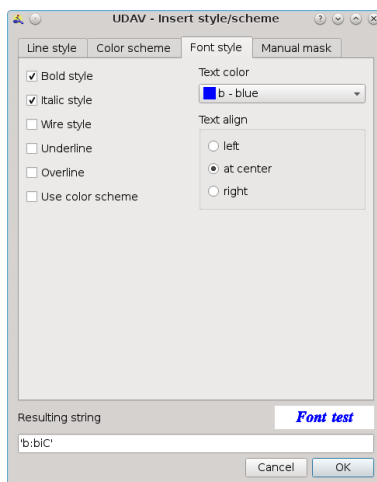 UDAV - Insert style/scheme
Line style Color scheme Font style Manual mask
Bold style
Italic style
Wire style
Underline
Overline
Use color scheme
Text color
b - blue
Text align
left
at center
right
Resulting string
Font test
'b:biC'
Cancel OK